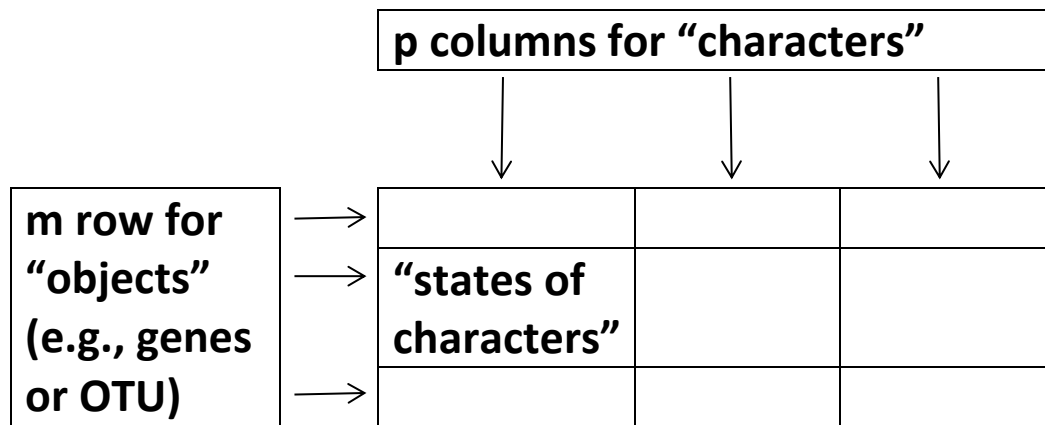 p columns for “characters”
m row for
“objects”
(e.g., genes
or OTU)
“states of
characters”